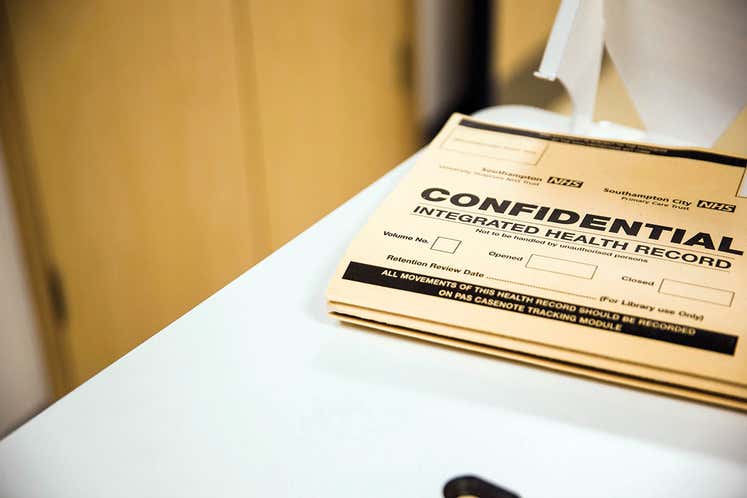 Southampton NHS
University Hospitals NHS Trust
Southampton City NHS
Primary Care Trust
CONFIDENTIAL
INTEGRATED HEALTH RECORD
Not to be handled by unauthorised persons
Volume No.
Opened
Closed
Retention Review Date
(For Library use Only)
ALL MOVEMENTS OF THIS HEALTH RECORD SHOULD BE RECORDED
ON PAS CASENOTE TRACKING MODULE